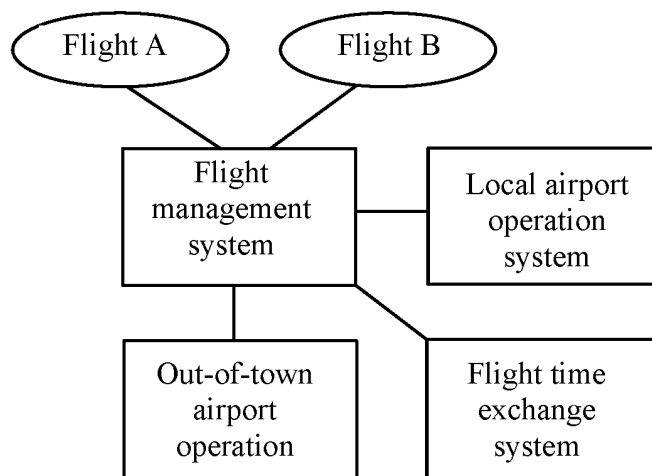 Flight A
Flight B
Flight
management
system
Local airport
operation
system
Out-of-town
airport
operation
Flight time
exchange
system